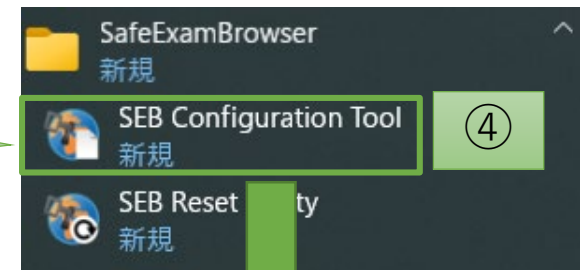 SafeExamBrowser
新規
SEB Configuration Tool
新規
④
SEB Reset ty
新規